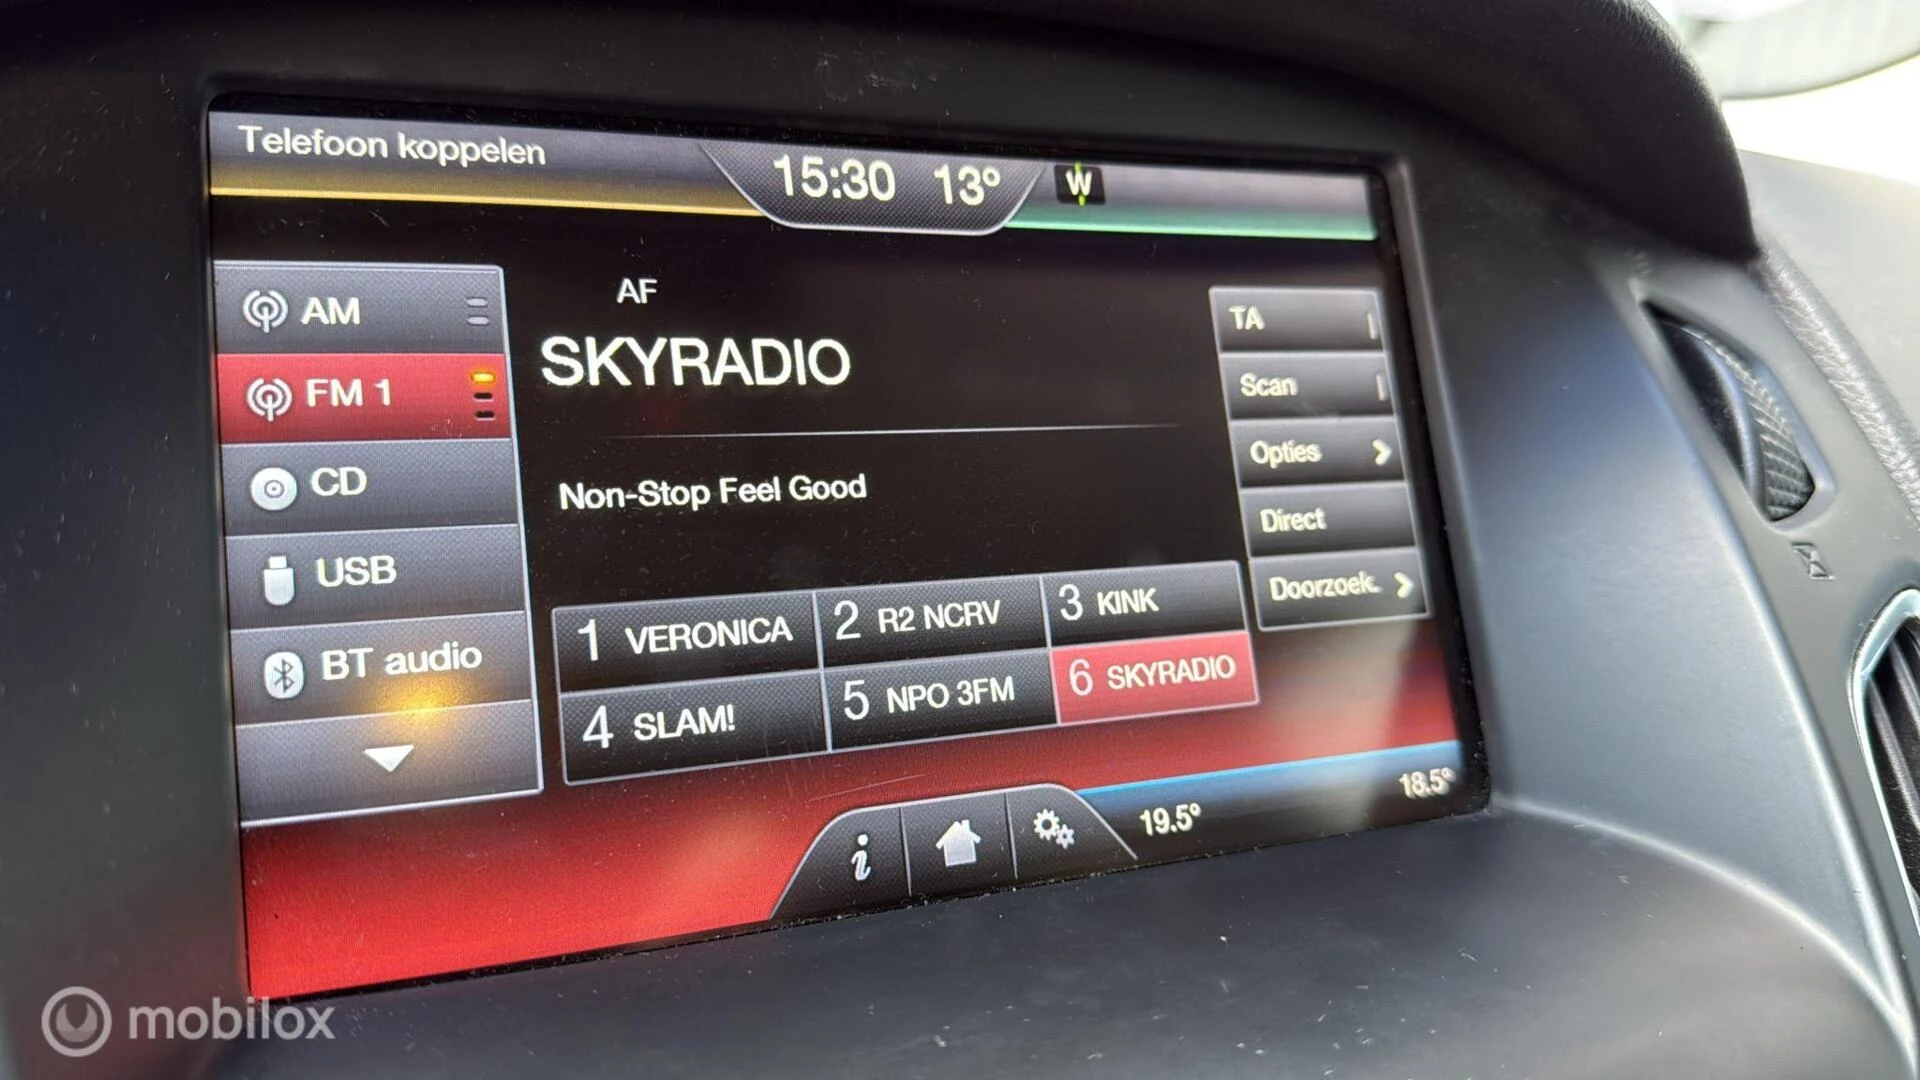 Telefoon koppelen
15:30 13°
W
AM
FM 1
CD
USB
BT audio
AF
SKYRADIO
Non-Stop Feel Good
1 VERONICA
2 R2 NCRV
3 KINK
4 SLAM!
5 NPO 3FM
6 SKYRADIO
TA
Scan
Opties
Direct
Doorzoek.
i
19.5°
18.5°
mobilox